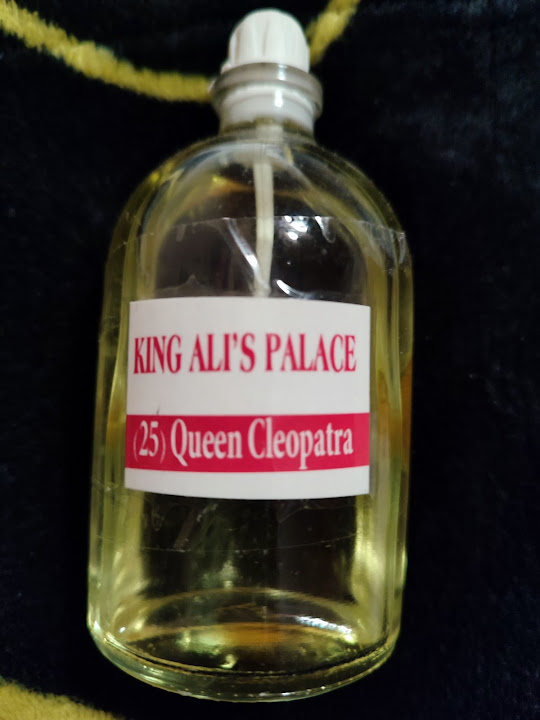 KING ALI'S PALACE
(25) Queen Cleopatra